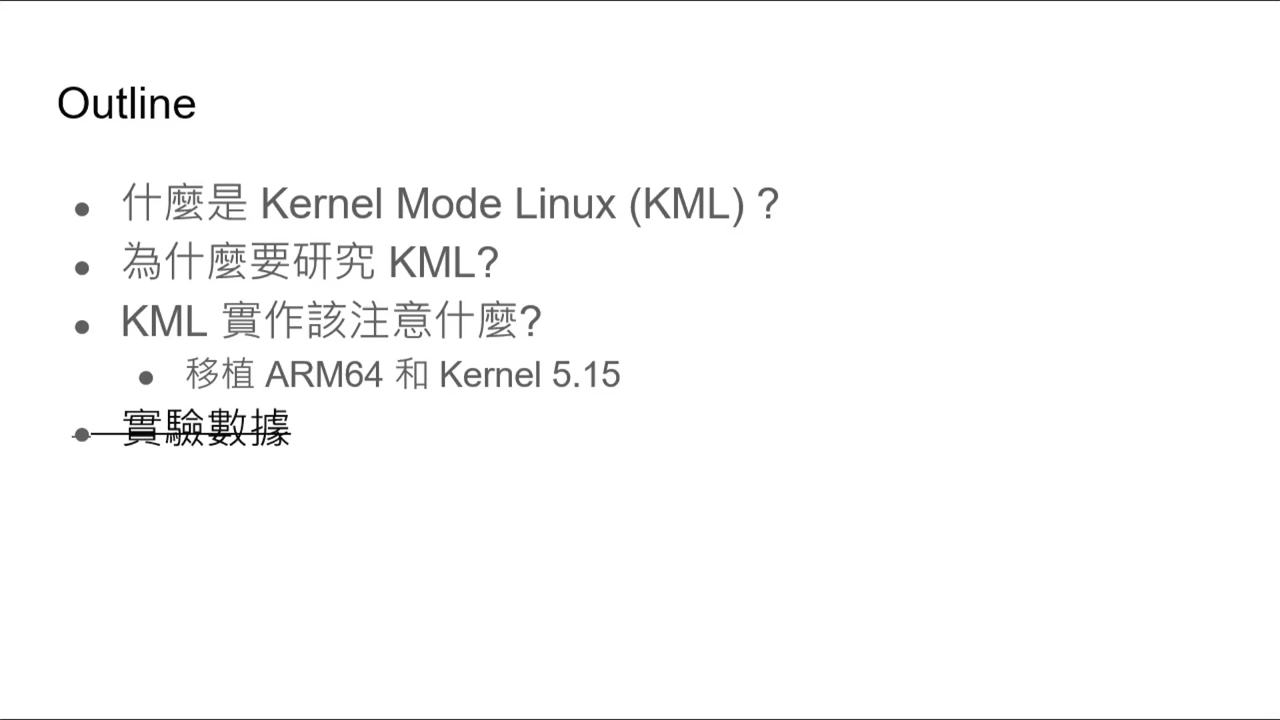 Outline
什麼是 Kernel Mode Linux (KML) ?
為什麼要研究 KML?
KML 實作該注意什麼?
移植 ARM64 和 Kernel 5.15
實驗數據